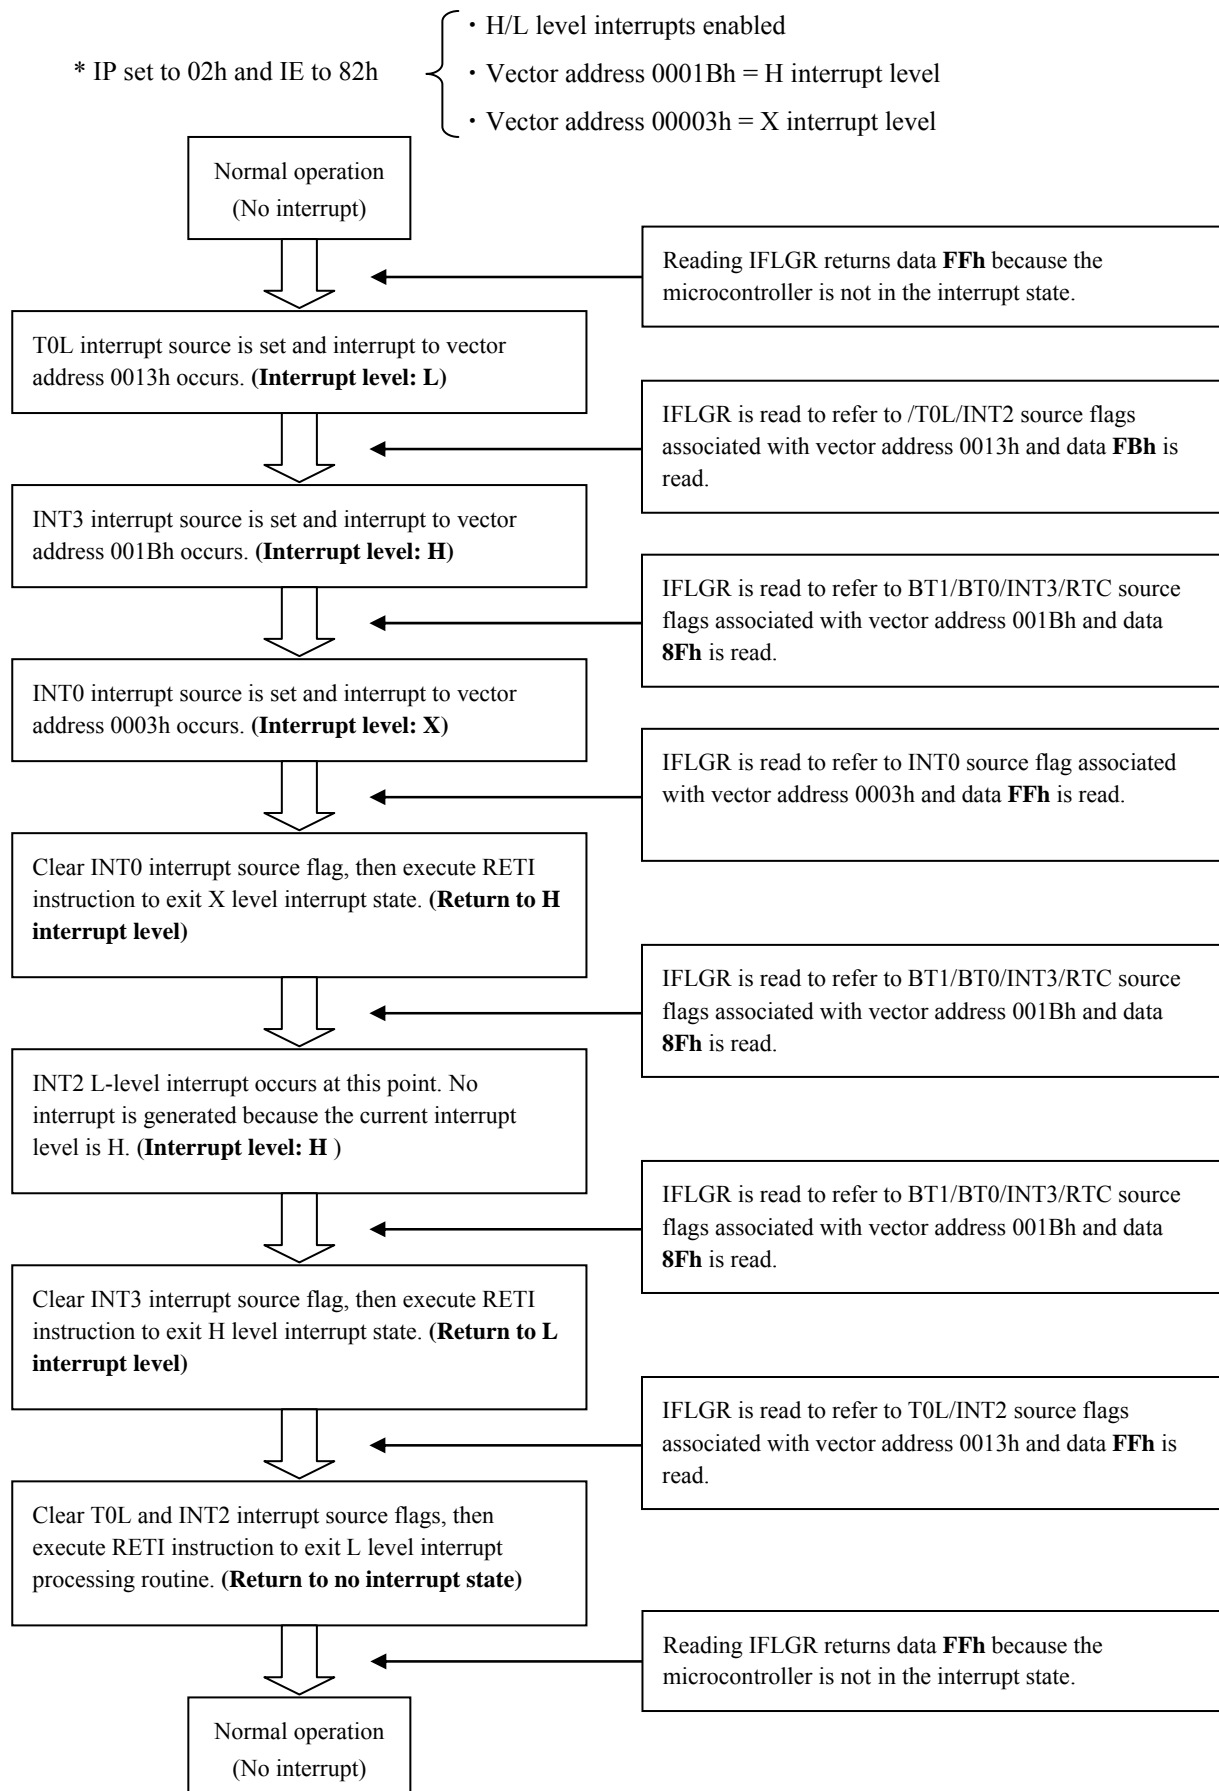 * IP set to 02h and IE to 82h
・H/L level interrupts enabled
・Vector address 0001Bh = H interrupt level
・Vector address 00003h = X interrupt level
Normal operation
(No interrupt)
Reading IFLGR returns data FFh because the
microcontroller is not in the interrupt state.
T0L interrupt source is set and interrupt to vector
address 0013h occurs. (Interrupt level: L)
IFLGR is read to refer to /T0L/INT2 source flags
associated with vector address 0013h and data FBh is
read.
INT3 interrupt source is set and interrupt to vector
address 001Bh occurs. (Interrupt level: H)
IFLGR is read to refer to BT1/BT0/INT3/RTC source
flags associated with vector address 001Bh and data
8Fh is read.
INT0 interrupt source is set and interrupt to vector
address 0003h occurs. (Interrupt level: X)
IFLGR is read to refer to INT0 source flag associated
with vector address 0003h and data FFh is read.
Clear INT0 interrupt source flag, then execute RETI
instruction to exit X level interrupt state. (Return to H
interrupt level)
IFLGR is read to refer to BT1/BT0/INT3/RTC source
flags associated with vector address 001Bh and data
8Fh is read.
INT2 L-level interrupt occurs at this point. No
interrupt is generated because the current interrupt
level is H. (Interrupt level: H )
IFLGR is read to refer to BT1/BT0/INT3/RTC source
flags associated with vector address 001Bh and data
8Fh is read.
Clear INT3 interrupt source flag, then execute RETI
instruction to exit H level interrupt state. (Return to L
interrupt level)
IFLGR is read to refer to T0L/INT2 source flags
associated with vector address 0013h and data FFh is
read.
Clear T0L and INT2 interrupt source flags, then
execute RETI instruction to exit L level interrupt
processing routine. (Return to no interrupt state)
Reading IFLGR returns data FFh because the
microcontroller is not in the interrupt state.
Normal operation
(No interrupt)